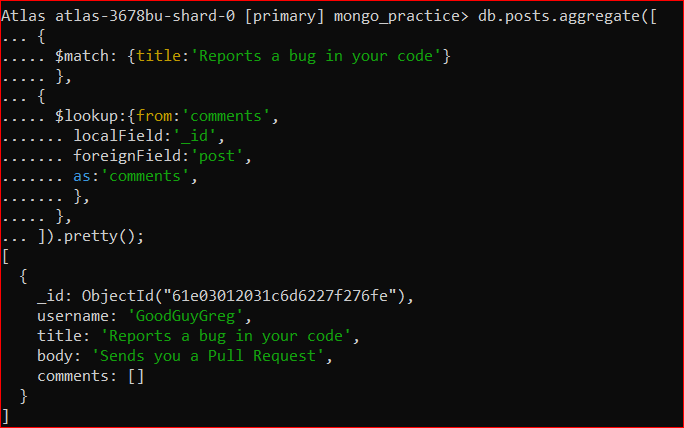 Atlas atlas-3678bu-shard-0 [primary] mongo_practice> db.posts.aggregate([
... {
..... $match: {title:'Reports a bug in your code'}
..... },
... {
..... $lookup:{from:'comments',
....... localField:'_id',
....... foreignField:'post',
....... as:'comments',
....... },
..... },
... ]).pretty();
[
  {
    _id: ObjectId("61e03012031c6d6227f276fe"),
    username: 'GoodGuyGreg',
    title: 'Reports a bug in your code',
    body: 'Sends you a Pull Request',
    comments: []
  }
]